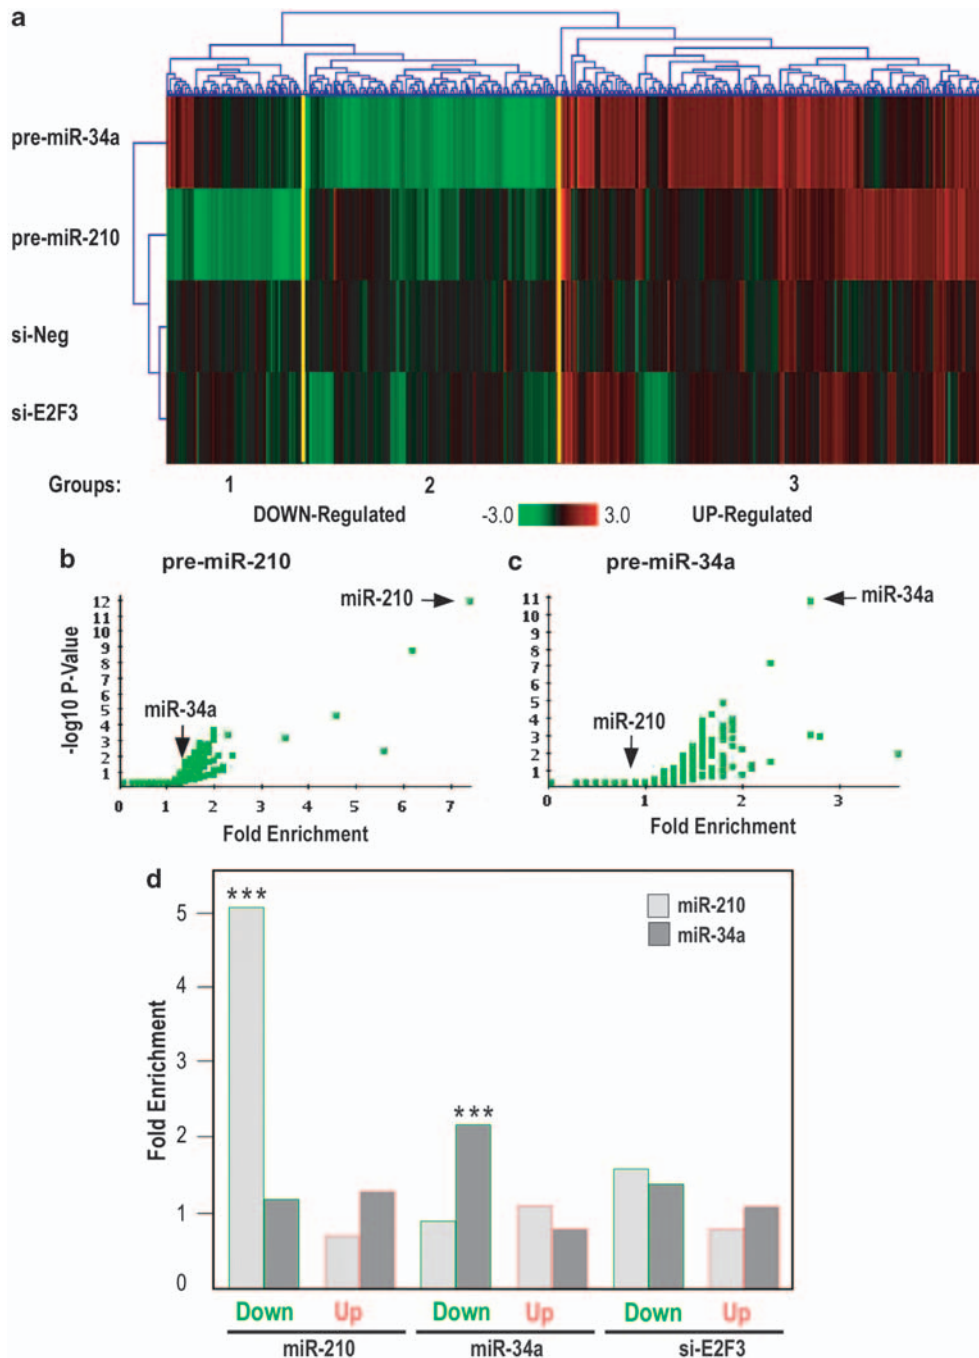 a
pre-miR-34a
pre-miR-210
si-Neg
si-E2F3
Groups: 1 2 3
DOWN-Regulated -3.0 3.0 UP-Regulated
b pre-miR-210
miR-210
miR-34a
-log10 P-Value
12
11
10
9
8
7
6
5
4
3
2
1
0 1 2 3 4 5 6 7
Fold Enrichment
c pre-miR-34a
miR-34a
miR-210
11
10
9
8
7
6
5
4
3
2
1
0 1 2 3
Fold Enrichment
d
***
***
miR-210
miR-34a
Fold Enrichment
5
4
3
2
1
0
Down Up Down Up Down Up
miR-210 miR-34a si-E2F3